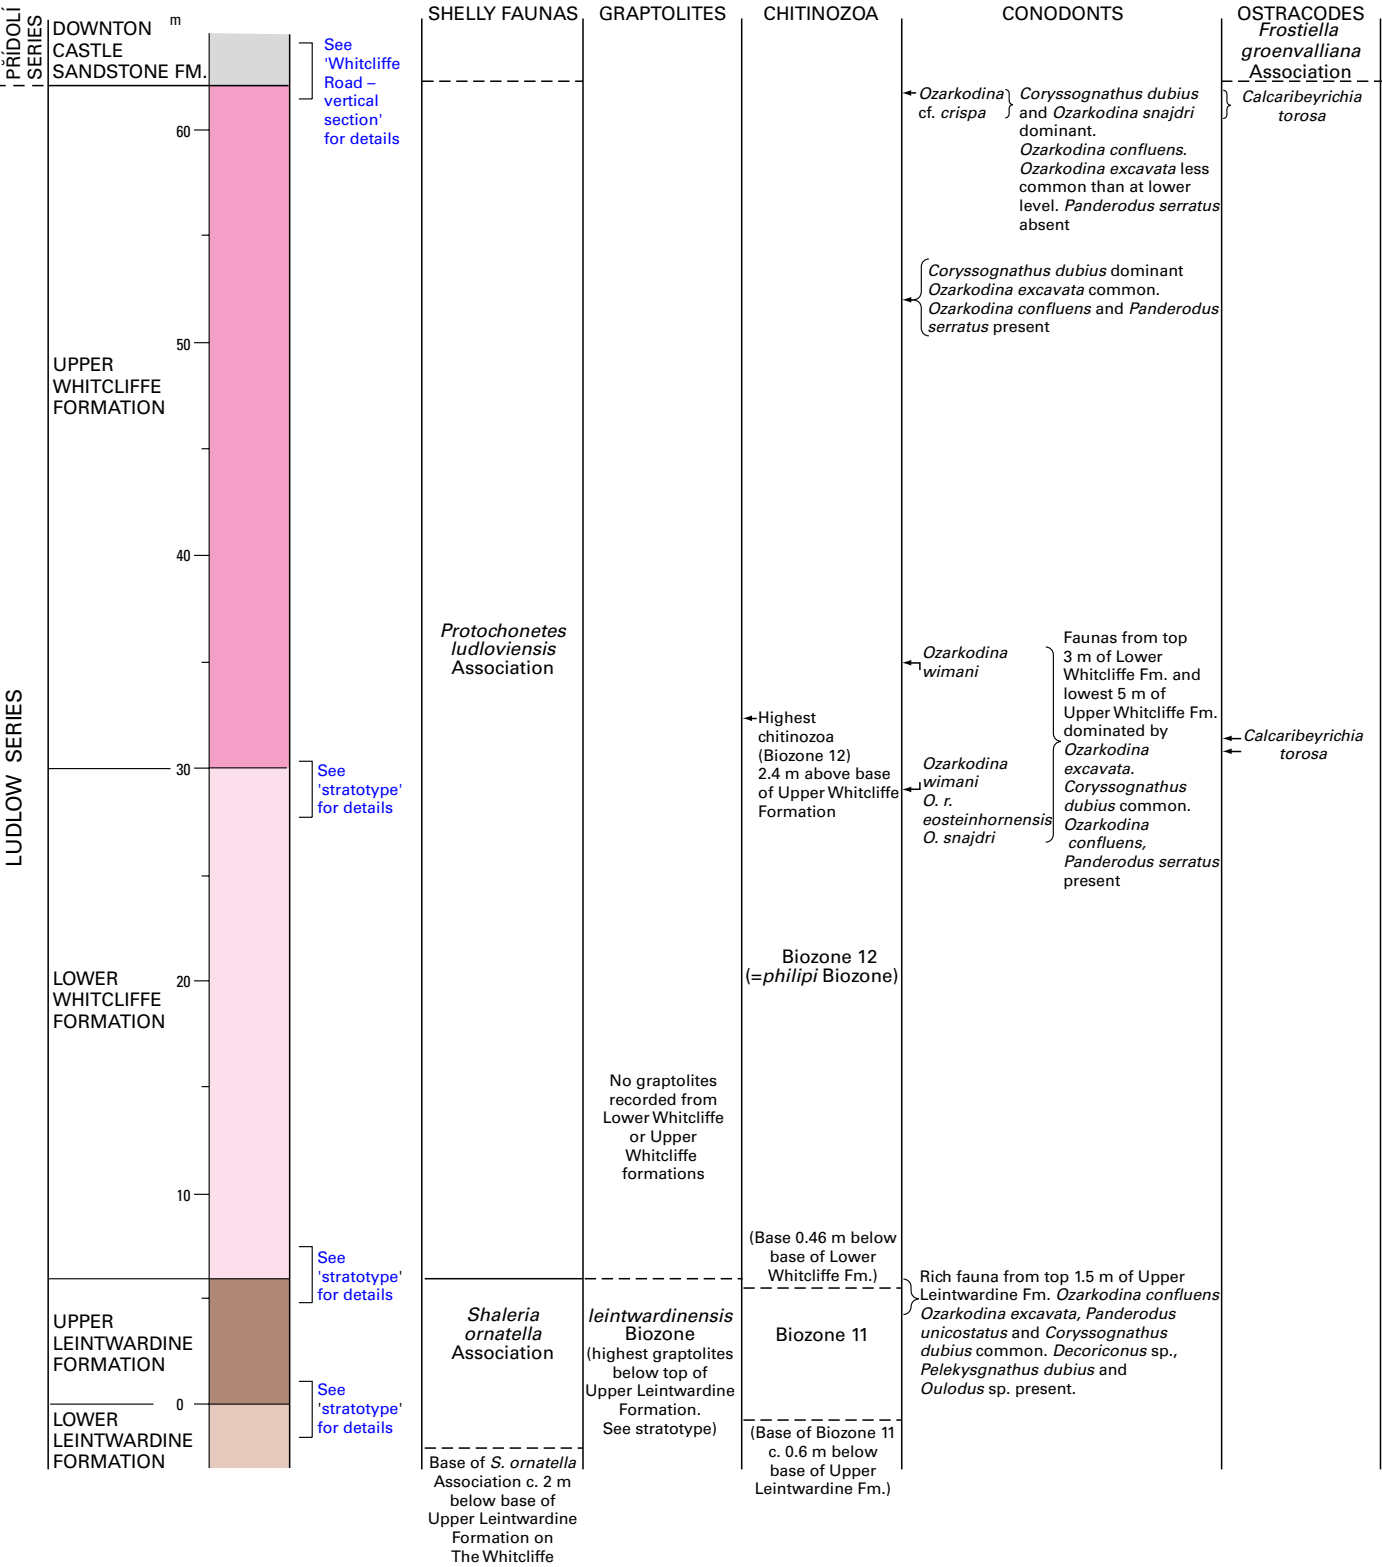 PŘÍDOLÍ
SERIES
LUDLOW SERIES
m
DOWNTON
CASTLE
SANDSTONE FM.
UPPER
WHITCLIFFE
FORMATION
LOWER
WHITCLIFFE
FORMATION
UPPER
LEINTWARDINE
FORMATION
LOWER
LEINTWARDINE
FORMATION
60
50
40
30
20
10
0
See
'Whitcliffe
Road –
vertical
section'
for details
See
'stratotype'
for details
See
'stratotype'
for details
See
'stratotype'
for details
SHELLY FAUNAS
Protochonetes
ludloviensis
Association
Shaleria
ornatella
Association
Base of S. ornatella
Association c. 2 m
below base of
Upper Leintwardine
Formation on
The Whitcliffe
GRAPTOLITES
No graptolites
recorded from
Lower Whitcliffe
or Upper
Whitcliffe
formations
leintwardinensis
Biozone
(highest graptolites
below top of
Upper Leintwardine
Formation.
See stratotype)
CHITINOZOA
Highest
chitinozoa
(Biozone 12)
2.4 m above base
of Upper Whitcliffe
Formation
Biozone 12
(=philipi Biozone)
(Base 0.46 m below
base of Lower
Whitcliffe Fm.)
Biozone 11
(Base of Biozone 11
c. 0.6 m below
base of Upper
Leintwardine Fm.)
CONODONTS
Ozarkodina
cf. crispa
Coryssognathus dubius
and Ozarkodina snajdri
dominant.
Ozarkodina confluens.
Ozarkodina excavata less
common than at lower
level. Panderodus serratus
absent
Coryssognathus dubius dominant
Ozarkodina excavata common.
Ozarkodina confluens and Panderodus
serratus present
Ozarkodina
wimani
Ozarkodina
wimani
O. r.
eosteinhornensis
O. snajdri
Faunas from top
3 m of Lower
Whitcliffe Fm. and
lowest 5 m of
Upper Whitcliffe Fm.
dominated by
Ozarkodina
excavata.
Coryssognathus
dubius common.
Ozarkodina
confluens,
Panderodus serratus
present
Rich fauna from top 1.5 m of Upper
Leintwardine Fm. Ozarkodina confluens
Ozarkodina excavata, Panderodus
unicostatus and Coryssognathus
dubius common. Decoriconus sp.,
Pelekysgnathus dubius and
Oulodus sp. present.
OSTRACODES
Frostiella
groenvalliana
Association
Calcaribeyrichia
torosa
Calcaribeyrichia
torosa